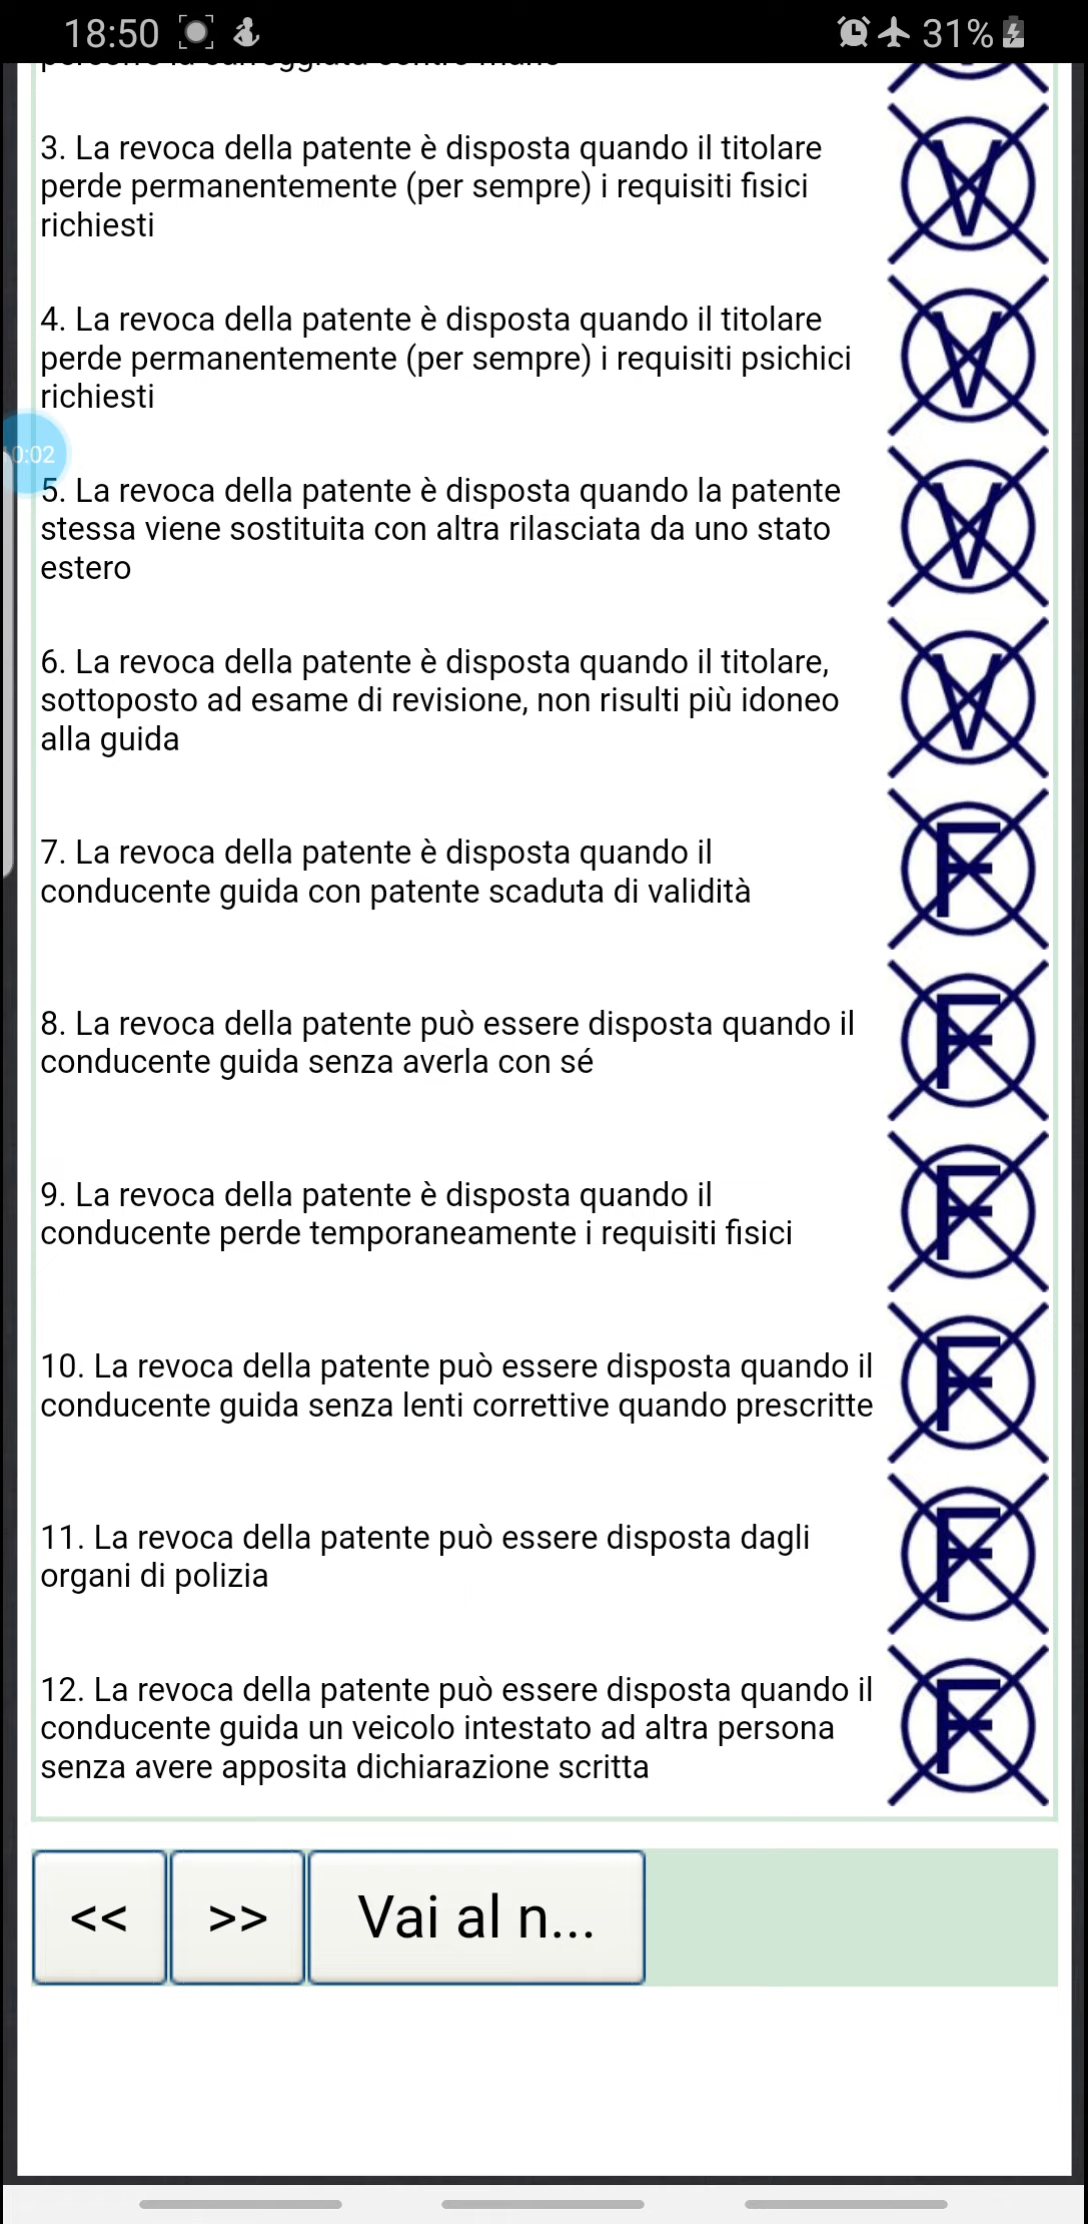 18:50
31%
3. La revoca della patente è disposta quando il titolare
perde permanentemente (per sempre) i requisiti fisici
richiesti
V
4. La revoca della patente è disposta quando il titolare
perde permanentemente (per sempre) i requisiti psichici
richiesti
V
0:02
5. La revoca della patente è disposta quando la patente
stessa viene sostituita con altra rilasciata da uno stato
estero
V
6. La revoca della patente è disposta quando il titolare,
sottoposto ad esame di revisione, non risulti più idoneo
alla guida
V
7. La revoca della patente è disposta quando il
conducente guida con patente scaduta di validità
F
8. La revoca della patente può essere disposta quando il
conducente guida senza averla con sé
F
9. La revoca della patente è disposta quando il
conducente perde temporaneamente i requisiti fisici
F
10. La revoca della patente può essere disposta quando il
conducente guida senza lenti correttive quando prescritte
F
11. La revoca della patente può essere disposta dagli
organi di polizia
F
12. La revoca della patente può essere disposta quando il
conducente guida un veicolo intestato ad altra persona
senza avere apposita dichiarazione scritta
F
<< >> Vai al n...